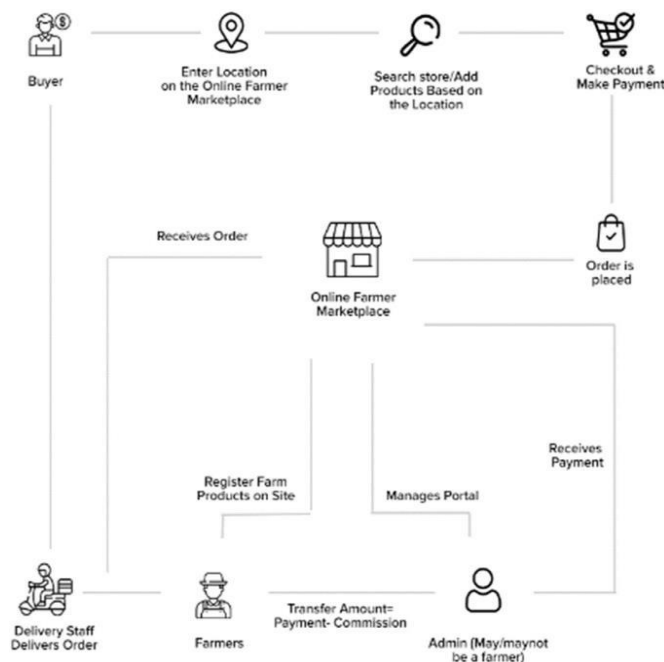 Buyer
Enter Location
on the Online Farmer
Marketplace
Search store/Add
Products Based on
the Location
Checkout &
Make Payment
Receives Order
Online Farmer
Marketplace
Order is
placed
Register Farm
Products on Site
Manages Portal
Receives
Payment
Delivery Staff
Delivers Order
Farmers
Transfer Amount=
Payment- Commission
Admin (May/maynot
be a farmer)